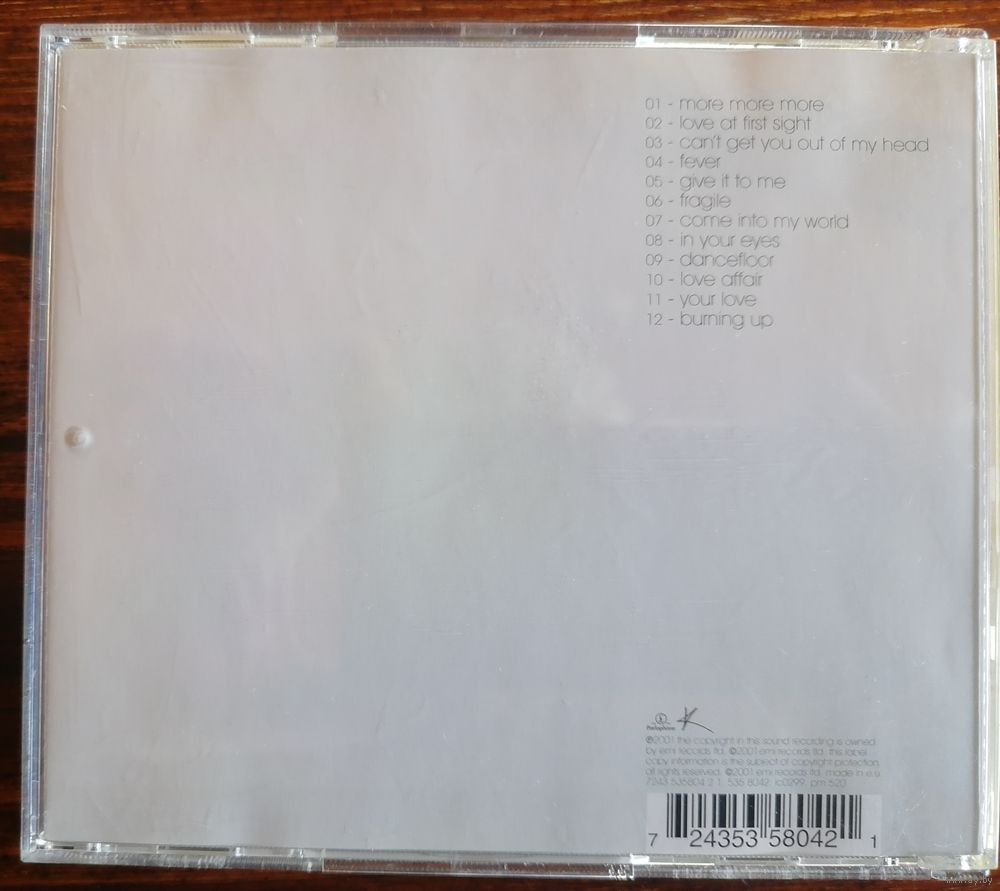 01 - more more more
02 - love at first sight
03 - can't get you out of my head
04 - fever
05 - give it to me
06 - fragile
07 - come into my world
08 - in your eyes
09 - dancefloor
10 - love affair
11 - your love
12 - burning up
Parlophone
K
℗2001 the copyright in this sound recording is owned
by emi records ltd. ©2001 emi records ltd. this label
copy information is the subject of copyright protection.
all rights reserved. ©2001 emi records ltd. made in e.u.
7243 535804 2 1. 535 8042. lc0299. pm 520
7 24353 58042 1